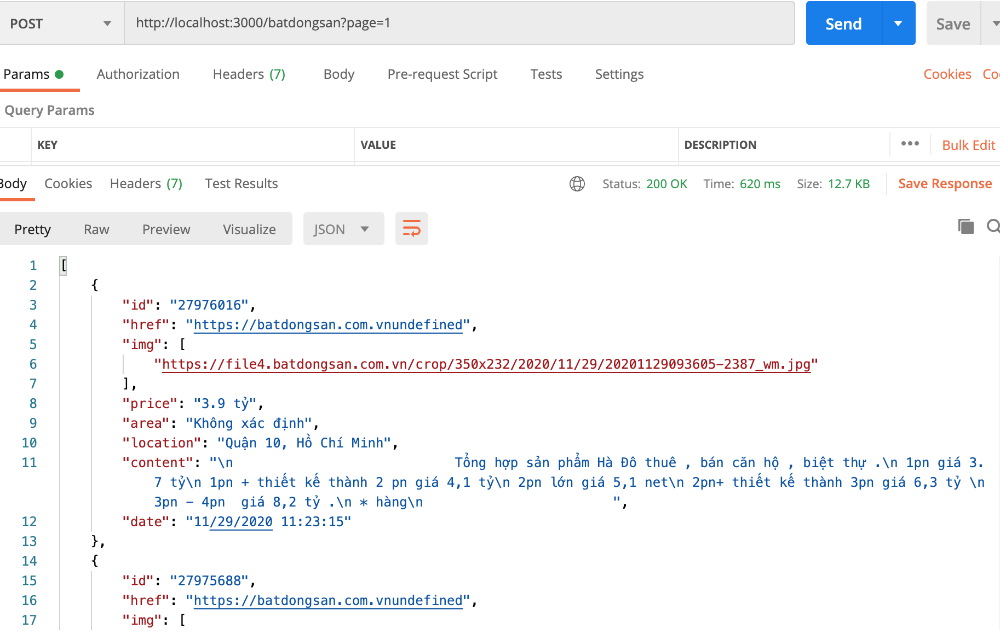 POST http://localhost:3000/batdongsan?page=1 Send Save
Params Authorization Headers (7) Body Pre-request Script Tests Settings Cookies
Query Params
KEY VALUE DESCRIPTION ••• Bulk Edit
Body Cookies Headers (7) Test Results Status: 200 OK Time: 620 ms Size: 12.7 KB Save Response
Pretty Raw Preview Visualize JSON
1 [
2 {
3 "id": "27976016",
4 "href": "https://batdongsan.com.vnundefined",
5 "img": [
6 "https://file4.batdongsan.com.vn/crop/350x232/2020/11/29/20201129093605-2387_wm.jpg"
7 ],
8 "price": "3.9 tỷ",
9 "area": "Không xác định",
10 "location": "Quận 10, Hồ Chí Minh",
11 "content": "\n Tổng hợp sản phẩm Hà Đô thuê , bán căn hộ , biệt thự .\n 1pn giá 3.
7 tỷ\n 1pn + thiết kế thành 2 pn giá 4,1 tỷ\n 2pn lớn giá 5,1 net\n 2pn+ thiết kế thành 3pn giá 6,3 tỷ \n
3pn – 4pn giá 8,2 tỷ .\n * hàng\n ",
12 "date": "11/29/2020 11:23:15"
13 },
14 {
15 "id": "27975688",
16 "href": "https://batdongsan.com.vnundefined",
17 "img": [